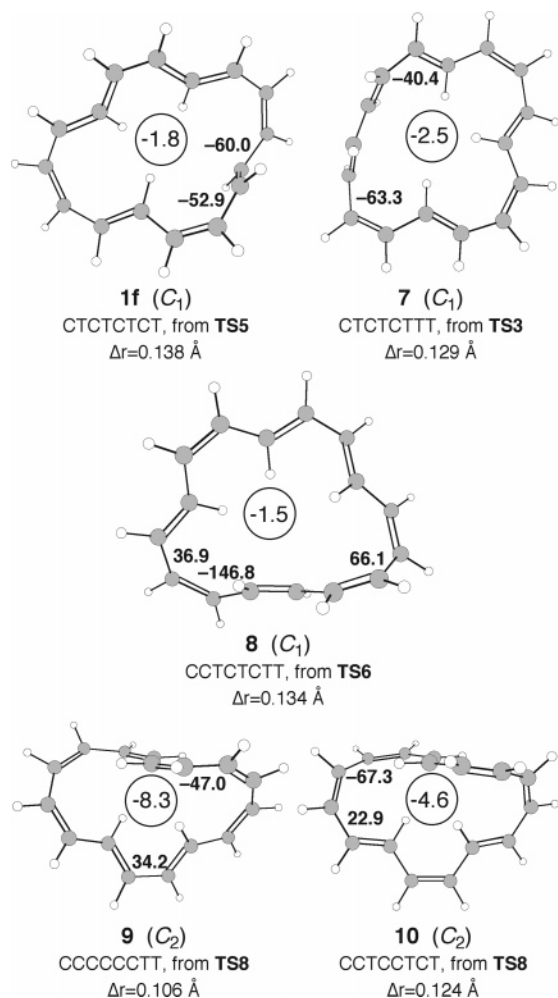 -1.8
−60.0
−52.9
1f (C1)
CTCTCTCT, from TS5
Δr=0.138 Å
−40.4
-2.5
−63.3
7 (C1)
CTCTCTTT, from TS3
Δr=0.129 Å
-1.5
36.9
−146.8
66.1
8 (C1)
CCTCTCTT, from TS6
Δr=0.134 Å
−47.0
-8.3
34.2
9 (C2)
CCCCCCTT, from TS8
Δr=0.106 Å
−67.3
-4.6
22.9
10 (C2)
CCTCCTCT, from TS8
Δr=0.124 Å